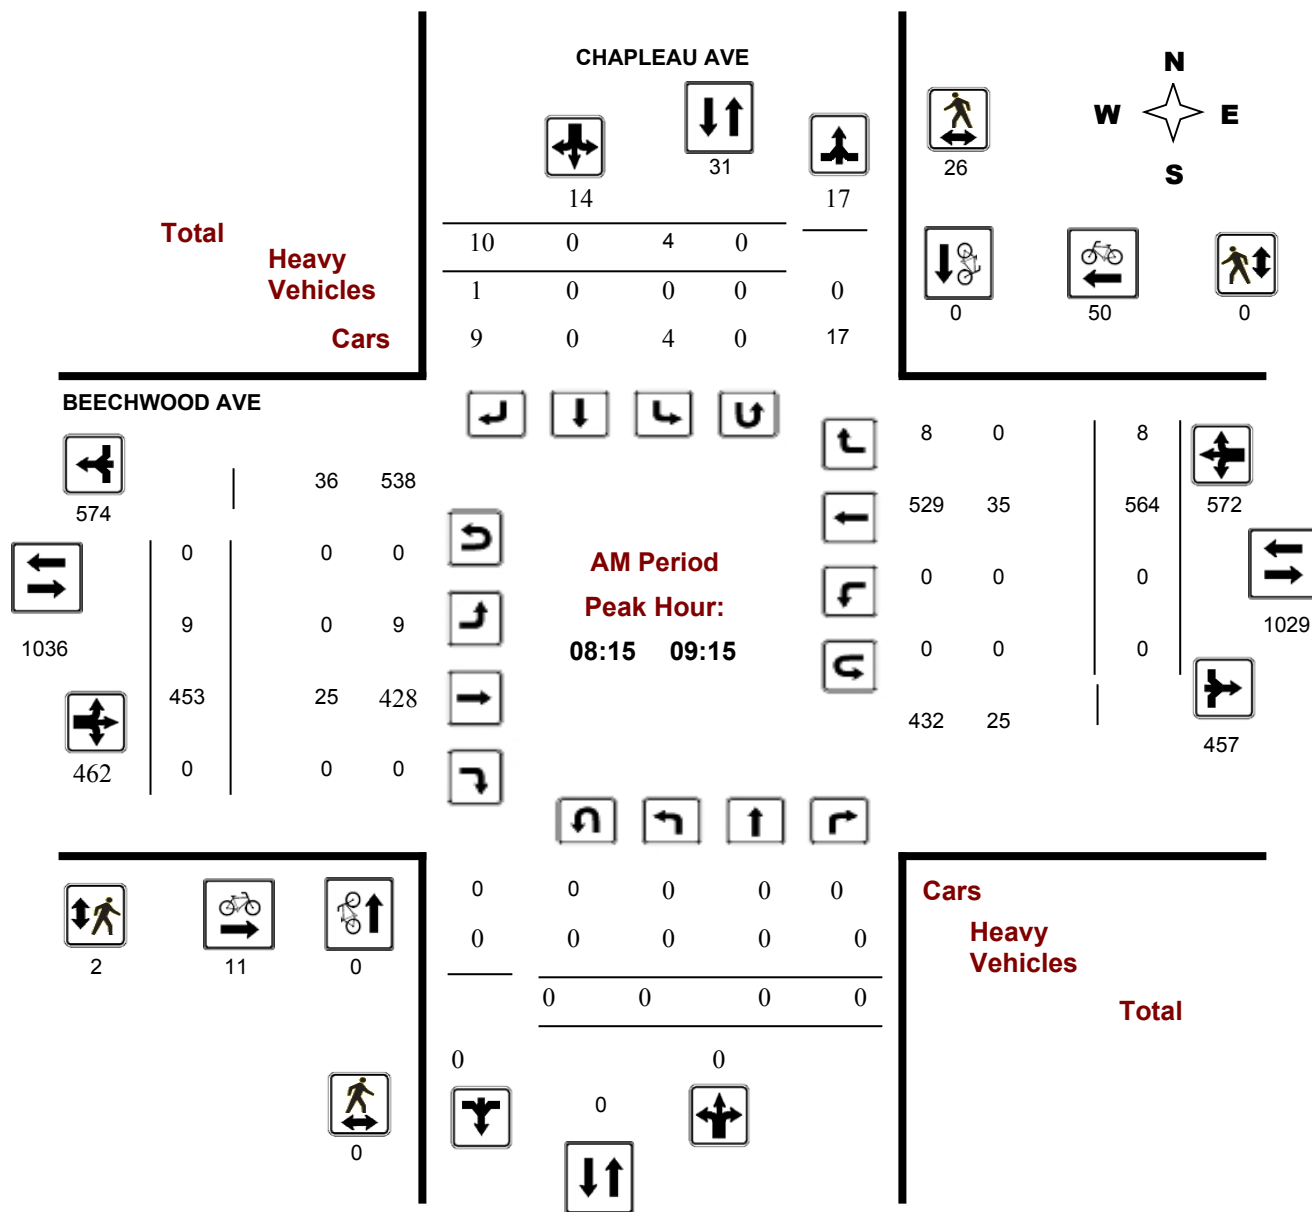 CHAPLEAU AVE
N
W E
S
31
26
14 17
Total
10 0 4 0
Heavy
Vehicles
1 0 0 0 0
0 50 0
Cars
9 0 4 0 17
BEECHWOOD AVE
8 0 8
36 538
574
529 35 564 572
0 0
0 0
AM Period
0 0 0
Peak Hour:
9 0 9
1036
08:15 09:15
1029
0 0 0
453 25 428
432 25
457
462
0 0 0
0 0 0 0 0
Cars
0 0 0 0 0
Heavy
Vehicles
2 11 0
0 0 0 0
Total
0 0
0
0